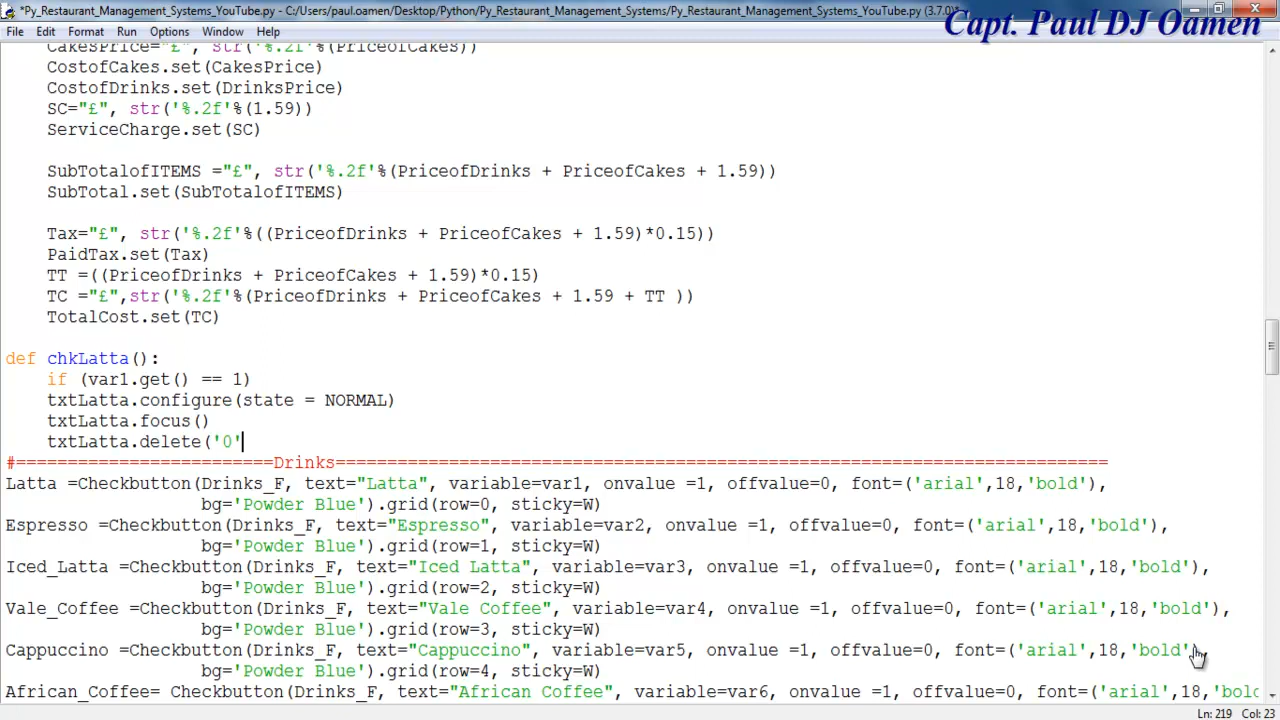 *Py_Restaurant_Management_Systems_YouTube.py - C:/Users/paul.oamen/Desktop/Python/Py_Restaurant_Management_Systems/Py_Restaurant_Management_Systems_YouTube.py (3.7.0)*
Capt. Paul DJ Oamen
File Edit Format Run Options Window Help
CakesPrice="£", str('%.2f'%(PriceofCakes))
CostofCakes.set(CakesPrice)
CostofDrinks.set(DrinksPrice)
SC="£", str('%.2f'%(1.59))
ServiceCharge.set(SC)
SubTotalofITEMS ="£", str('%.2f'%(PriceofDrinks + PriceofCakes + 1.59))
SubTotal.set(SubTotalofITEMS)
Tax="£", str('%.2f'%((PriceofDrinks + PriceofCakes + 1.59)*0.15))
PaidTax.set(Tax)
TT =((PriceofDrinks + PriceofCakes + 1.59)*0.15)
TC ="£",str('%.2f'%(PriceofDrinks + PriceofCakes + 1.59 + TT ))
TotalCost.set(TC)
def chkLatta():
if (var1.get() == 1)
txtLatta.configure(state = NORMAL)
txtLatta.focus()
txtLatta.delete('0'
#=========================Drinks===========================================================================
Latta =Checkbutton(Drinks_F, text="Latta", variable=var1, onvalue =1, offvalue=0, font=('arial',18,'bold'),
bg='Powder Blue').grid(row=0, sticky=W)
Espresso =Checkbutton(Drinks_F, text="Espresso", variable=var2, onvalue =1, offvalue=0, font=('arial',18,'bold'),
bg='Powder Blue').grid(row=1, sticky=W)
Iced_Latta =Checkbutton(Drinks_F, text="Iced Latta", variable=var3, onvalue =1, offvalue=0, font=('arial',18,'bold'),
bg='Powder Blue').grid(row=2, sticky=W)
Vale_Coffee =Checkbutton(Drinks_F, text="Vale Coffee", variable=var4, onvalue =1, offvalue=0, font=('arial',18,'bold'),
bg='Powder Blue').grid(row=3, sticky=W)
Cappuccino =Checkbutton(Drinks_F, text="Cappuccino", variable=var5, onvalue =1, offvalue=0, font=('arial',18,'bold'),
bg='Powder Blue').grid(row=4, sticky=W)
African_Coffee= Checkbutton(Drinks_F, text="African Coffee", variable=var6, onvalue =1, offvalue=0, font=('arial',18,'bold
Ln: 219 Col: 23